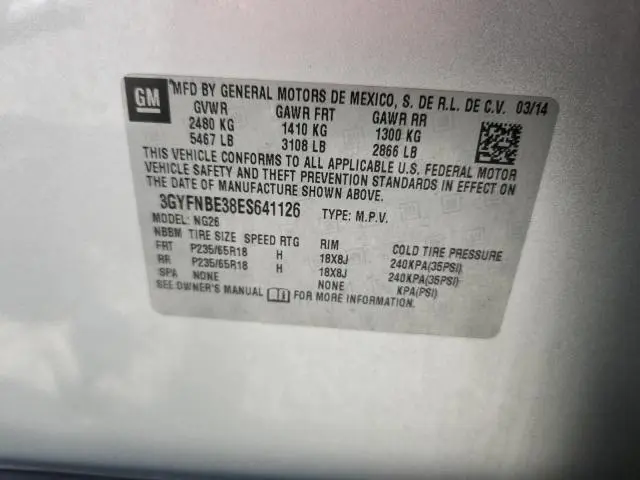 GM
MFD BY GENERAL MOTORS DE MEXICO, S. DE R.L. DE C.V. 03/14
GVWR GAWR FRT GAWR RR
2480 KG 1410 KG 1300 KG
5467 LB 3108 LB 2866 LB
THIS VEHICLE CONFORMS TO ALL APPLICABLE U.S. FEDERAL MOTOR
VEHICLE SAFETY AND THEFT PREVENTION STANDARDS IN EFFECT ON
THE DATE OF MANUFACTURE SHOWN ABOVE.
3GYFNBE38ES641126 TYPE: M.P.V.
MODEL: NG26
NBBM TIRE SIZE SPEED RTG RIM COLD TIRE PRESSURE
FRT P235/65R18 H 18X8J 240KPA(35PSI)
RR P235/65R18 H 18X8J 240KPA(35PSI)
SPA NONE NONE KPA(PSI)
SEE OWNER'S MANUAL FOR MORE INFORMATION.